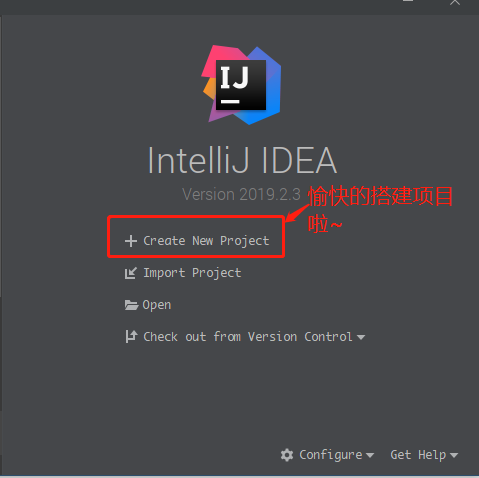 IJ
IntelliJ IDEA
Version 2019.2.3
愉快的搭建项目
啦~
Create New Project
Import Project
Open
Check out from Version Control
Configure
Get Help